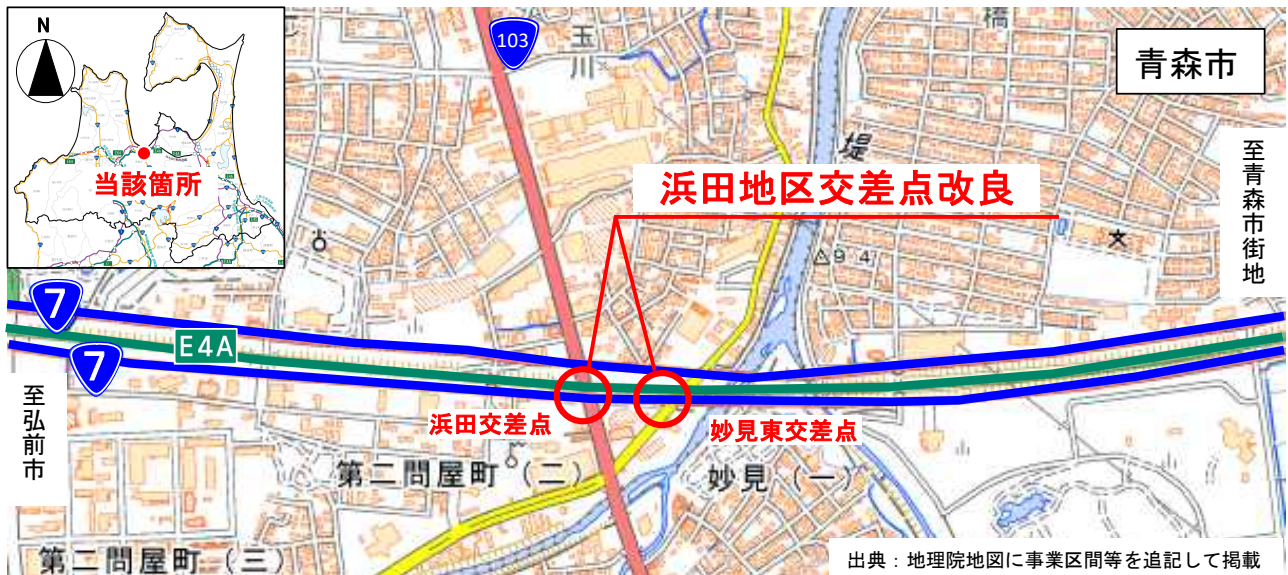 N
当該箇所
103
玉
川
橋
青森市
堤
浜田地区交差点改良
至青森市街地
9 4
7
E4A
7
至弘前市
浜田交差点
妙見東交差点
第二問屋町（二）
妙見（一）
第二問屋町（三）
出典：地理院地図に事業区間等を追記して掲載